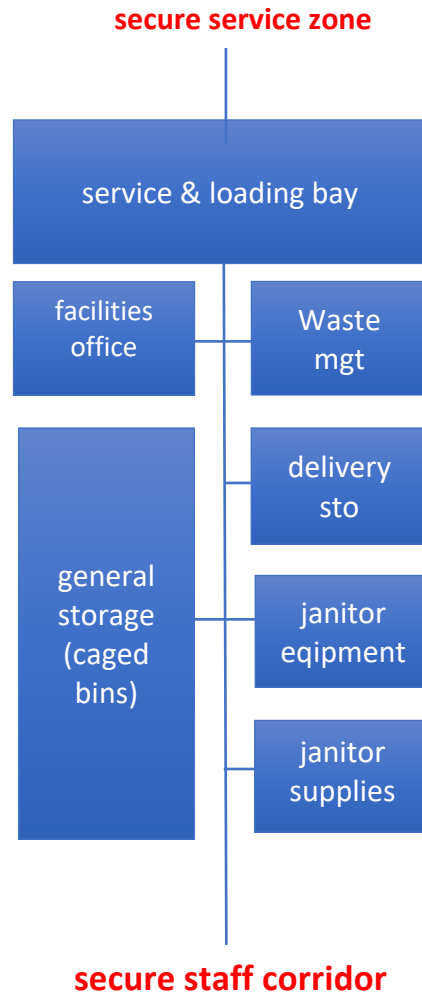 secure service zone
service & loading bay
facilities
office
Waste
mgt
delivery
sto
general
storage
(caged
bins)
janitor
eqipment
janitor
supplies
secure staff corridor